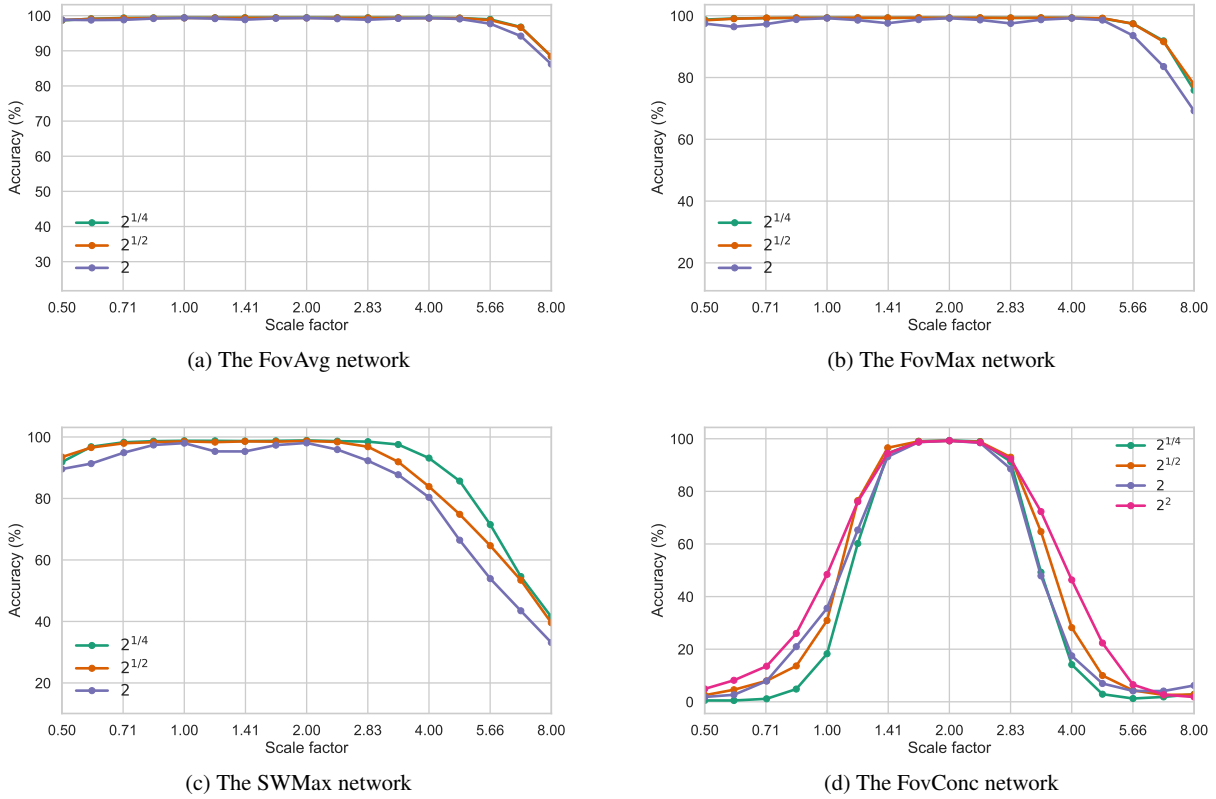 100
90
80
70
60
50
40
30
Accuracy (%)
2^{1/4}
2^{1/2}
2
0.50 0.71 1.00 1.41 2.00 2.83 4.00 5.66 8.00
Scale factor
(a) The FovAvg network
100
80
60
40
20
Accuracy (%)
2^{1/4}
2^{1/2}
2
0.50 0.71 1.00 1.41 2.00 2.83 4.00 5.66 8.00
Scale factor
(b) The FovMax network
100
80
60
40
20
Accuracy (%)
2^{1/4}
2^{1/2}
2
0.50 0.71 1.00 1.41 2.00 2.83 4.00 5.66 8.00
Scale factor
(c) The SWMax network
100
80
60
40
20
0
Accuracy (%)
2^{1/4}
2^{1/2}
2
2^{2}
0.50 0.71 1.00 1.41 2.00 2.83 4.00 5.66 8.00
Scale factor
(d) The FovConc network